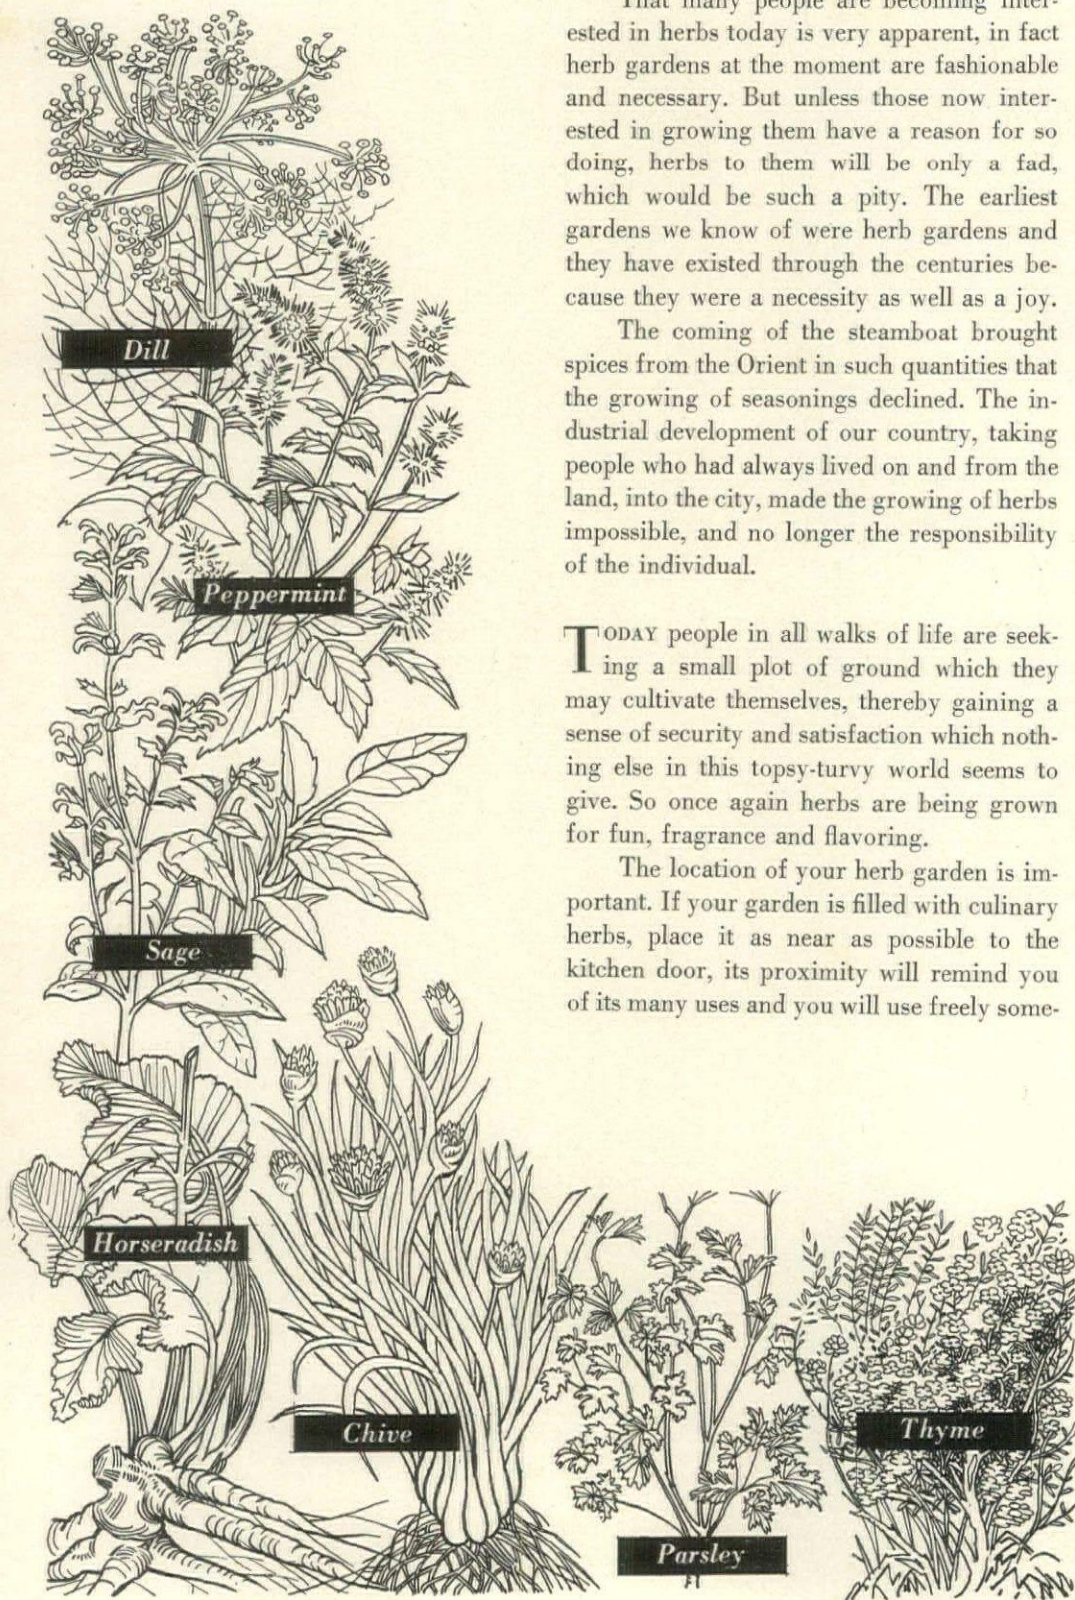 That many people are becoming inter-
ested in herbs today is very apparent, in fact
herb gardens at the moment are fashionable
and necessary. But unless those now inter-
ested in growing them have a reason for so
doing, herbs to them will be only a fad,
which would be such a pity. The earliest
gardens we know of were herb gardens and
they have existed through the centuries be-
cause they were a necessity as well as a joy.
The coming of the steamboat brought
spices from the Orient in such quantities that
the growing of seasonings declined. The in-
dustrial development of our country, taking
people who had always lived on and from the
land, into the city, made the growing of herbs
impossible, and no longer the responsibility
of the individual.
TODAY people in all walks of life are seek-
ing a small plot of ground which they
may cultivate themselves, thereby gaining a
sense of security and satisfaction which noth-
ing else in this topsy-turvy world seems to
give. So once again herbs are being grown
for fun, fragrance and flavoring.
The location of your herb garden is im-
portant. If your garden is filled with culinary
herbs, place it as near as possible to the
kitchen door, its proximity will remind you
of its many uses and you will use freely some-
Dill
Peppermint
Sage
Horseradish
Chive
Parsley
Thyme